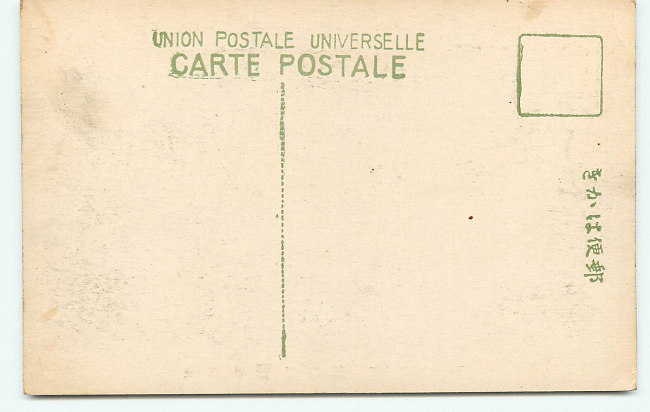 UNION POSTALE UNIVERSELLE
CARTE POSTALE
きかは便郵